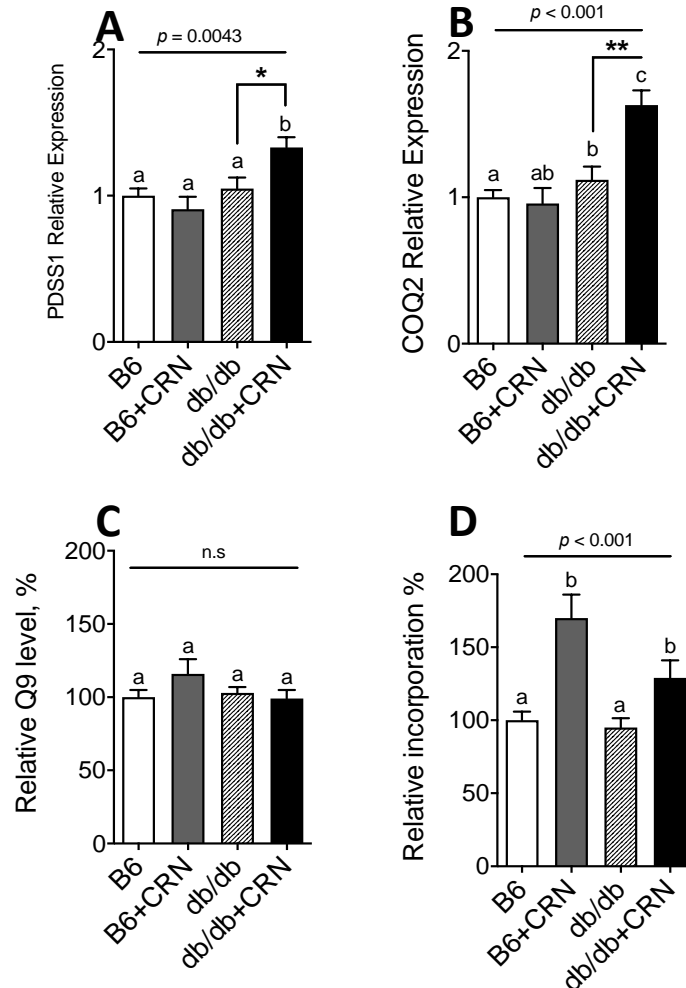 A
p = 0.0043
*
PDSS1 Relative Expression
2
1
0
a
a
a
b
B6
B6+CRN
db/db
db/db+CRN
B
p < 0.001
**
COQ2 Relative Expression
2
1
0
a
ab
b
c
B6
B6+CRN
db/db
db/db+CRN
C
n.s
Relative Q9 level, %
200
150
100
50
0
a
a
a
a
B6
B6+CRN
db/db
db/db+CRN
D
p < 0.001
Relative incorporation %
200
150
100
50
0
a
b
a
b
B6
B6+CRN
db/db
db/db+CRN